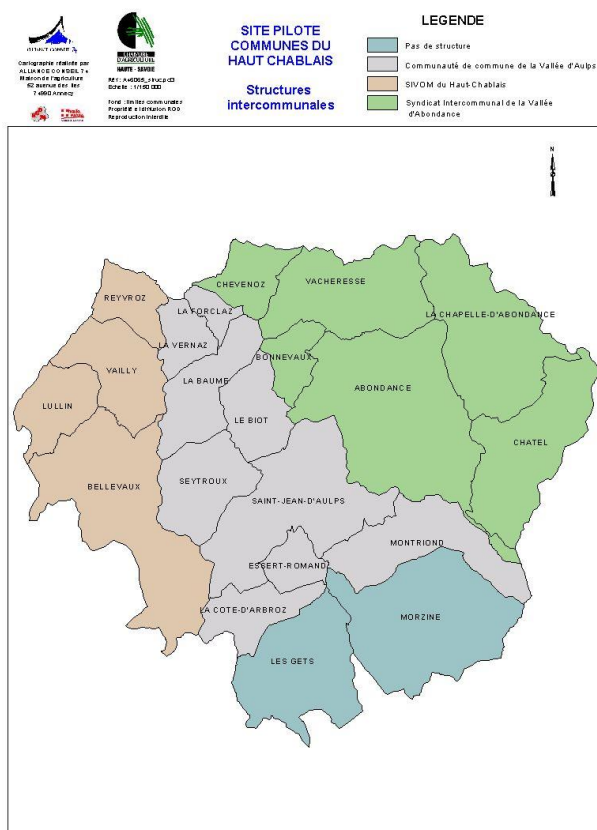 Cartographie réalisée par
ALLIANCE CONSEIL 74
Maison de l'agriculture
52 avenue des Iles
74990 Annecy
HAUTE - SAVOIE
Echelle : 1/190 000
Fond : limites communales
Reproduction interdite
SITE PILOTE
COMMUNES DU
HAUT CHABLAIS
Structures
intercommunales
LEGENDE
Pas de structure
Communauté de commune de la Vallée d'Aulps
SIVOM du Haut-Chablais
Syndicat Intercommunal de la Vallée
d'Abondance
N
CHEVENOZ
VACHERESSE
REYVROZ
LA FORCLAZ
LA CHAPELLE-D'ABONDANCE
LA VERNAZ
BONNEVAUX
VAILLY
LA BAUME
ABONDANCE
LULLIN
LE BIOT
CHATEL
BELLEVAUX
SEYTROUX
SAINT-JEAN-D'AULPS
MONTRIOND
ESSERT-ROMAND
LA COTE-D'ARBROZ
MORZINE
LES GETS